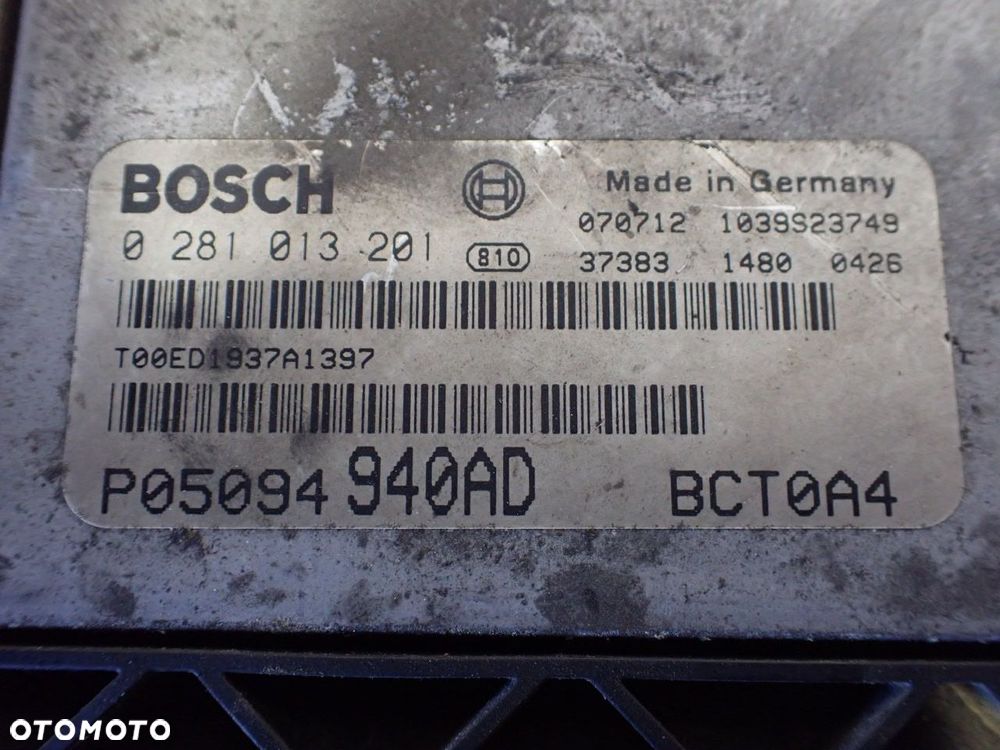 BOSCH
Made in Germany
070712 1039S23749
0 281 013 201
810
37383 1480 0426
T00ED1937A1397
P05094 940AD BCT0A4
OTOMOTO